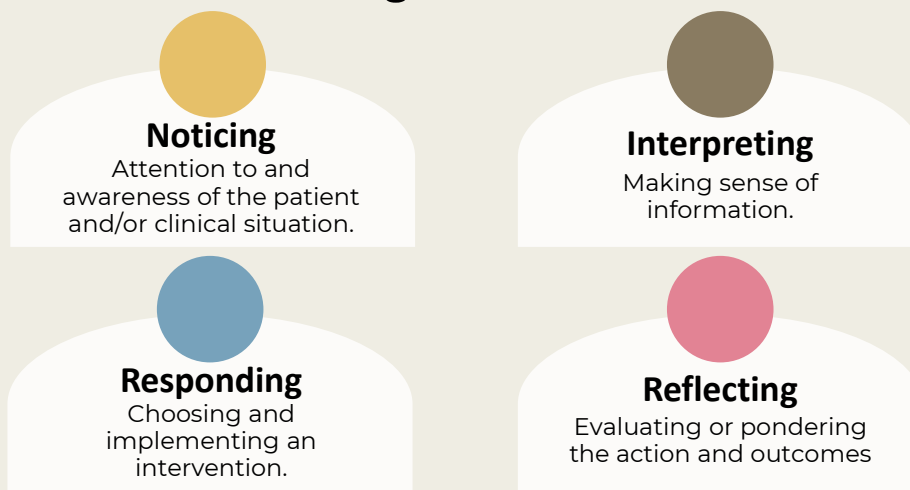 Noticing
Attention to and
awareness of the patient
and/or clinical situation.
Interpreting
Making sense of
information.
Responding
Choosing and
implementing an
intervention.
Reflecting
Evaluating or pondering
the action and outcomes